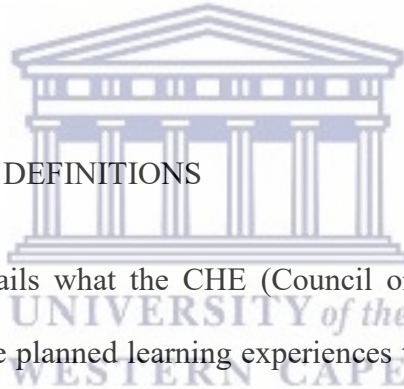 DEFINITIONS
ails what the CHE (Council o
UNIVERSITY of the
e planned learning experiences
WESTERN CAPE